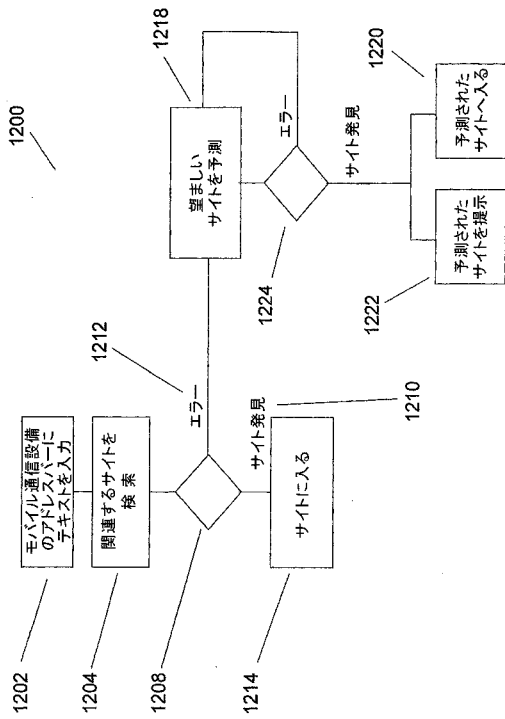 1200
1202
モバイル通信設備
のアドレスバーに
テキストを入力
1204
関連するサイトを
検索
1208
エラー
1212
サイト発見
1210
1214
サイトに入る
1218
望ましい
サイトを予測
エラー
1224
サイト発見
1222
予測された
サイトを提示
1220
予測された
サイトへ入る